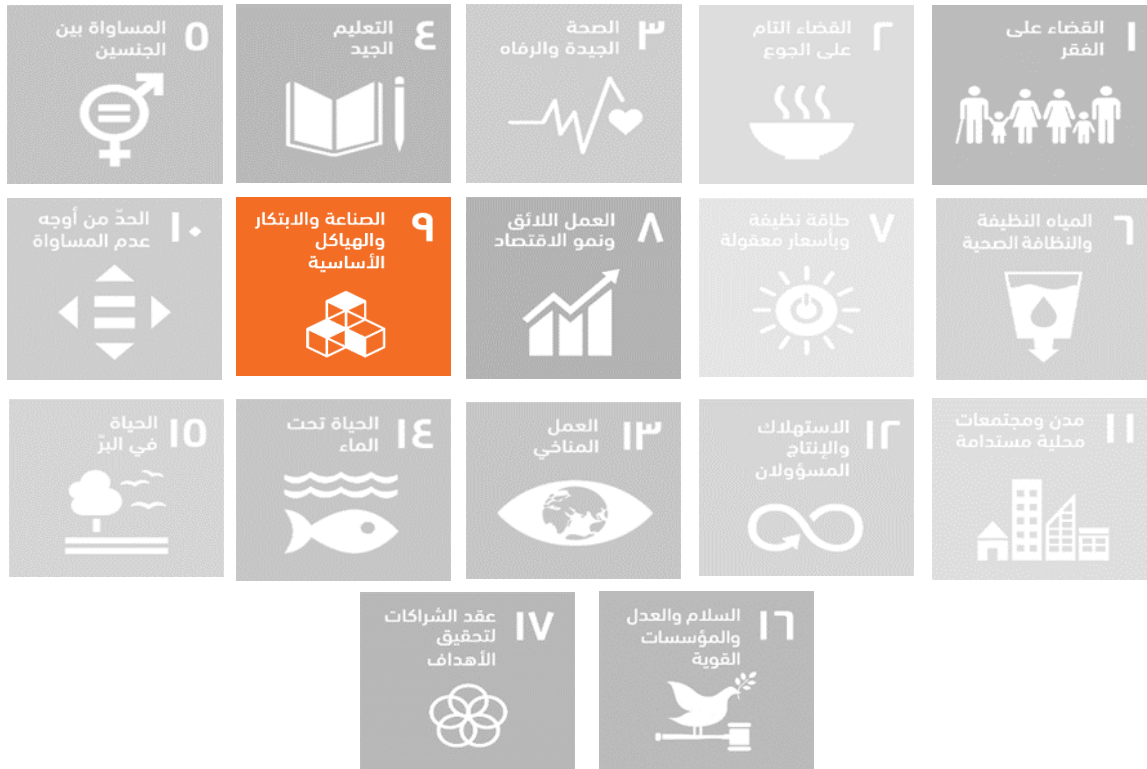 ١
القضاء على
الفقر
٢
القضاء التام
على الجوع
٣
الصحة
الجيدة والرفاه
٤
التعليم
الجيد
٥
المساواة بين
الجنسين
٦
المياه النظيفة
والنظافة الصحية
٧
طاقة نظيفة
وبأسعار معقولة
٨
العمل اللائق
ونمو الاقتصاد
٩
الصناعة والابتكار
والهياكل
الأساسية
١٠
الحدّ من أوجه
عدم المساواة
١١
مدن ومجتمعات
محلية مستدامة
١٢
الاستهلاك
والإنتاج
المسؤولان
١٣
العمل
المناخي
١٤
الحياة تحت
الماء
١٥
الحياة
في البرّ
١٦
السلام والعدل
والمؤسسات
القوية
١٧
عقد الشراكات
لتحقيق
الأهداف